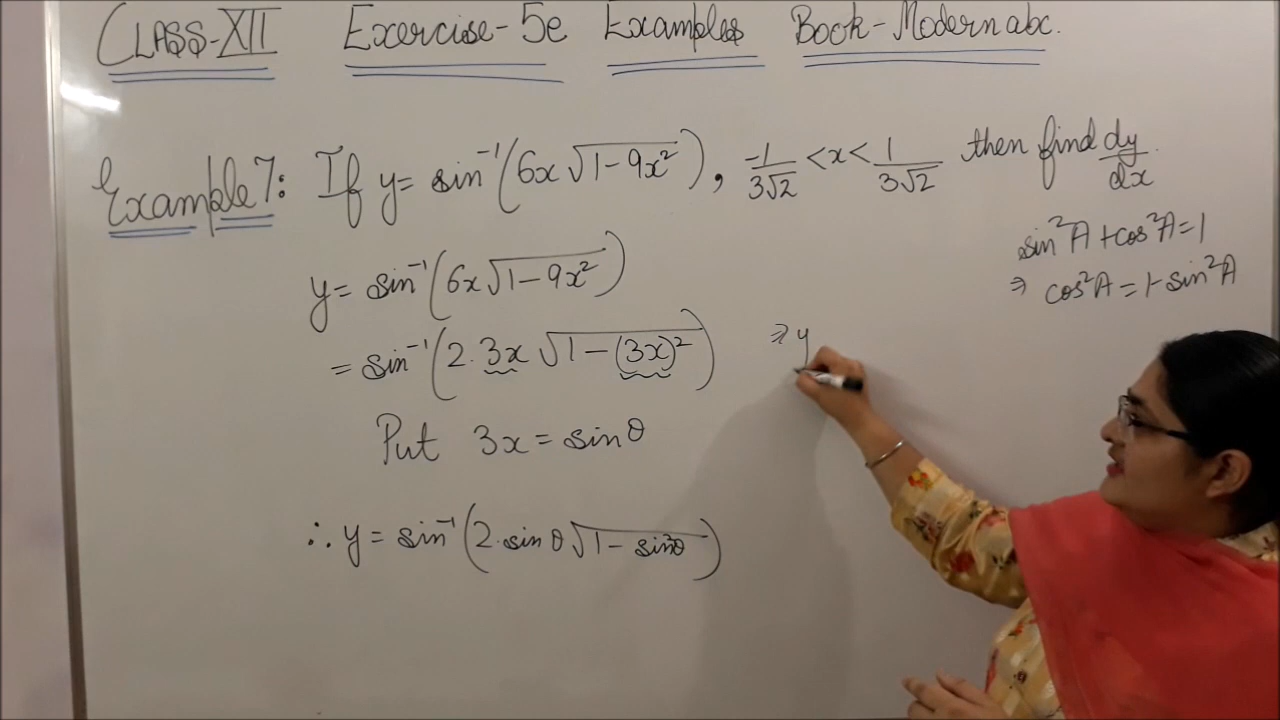 CLASS-XII Exercise-5e Examples Book-Modern abc.
Example 7: If y = sin⁻¹(6x√(1-9x²)), -1/(3√2) < x < 1/(3√2) then find dy/dx.
sin²A + cos²A = 1
⇒ cos²A = 1 - sin²A
y = sin⁻¹(6x√(1-9x²))
= sin⁻¹(2.3x√(1-(3x)²))
Put 3x = sinθ
∴ y = sin⁻¹(2.sinθ√(1-sin²θ))
⇒ y